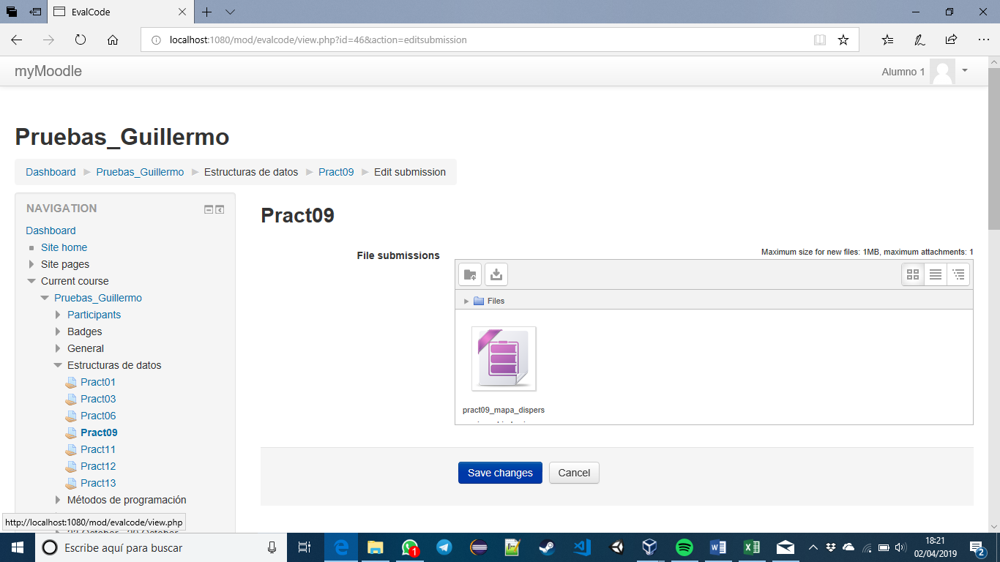 EvalCode
localhost:1080/mod/evalcode/view.php?id=46&action=editsubmission
myMoodle
Alumno 1
Pruebas_Guillermo
Dashboard Pruebas_Guillermo Estructuras de datos Pract09 Edit submission
NAVIGATION
Dashboard
Site home
Site pages
Current course
Pruebas_Guillermo
Participants
Badges
General
Estructuras de datos
Pract01
Pract03
Pract06
Pract09
Pract11
Pract12
Pract13
Métodos de programación
http://localhost:1080/mod/evalcode/view.php
Pract09
File submissions
Maximum size for new files: 1MB, maximum attachments: 1
Files
pract09_mapa_dispers
Save changes Cancel
Escribe aquí para buscar
1
18:21
02/04/2019
2